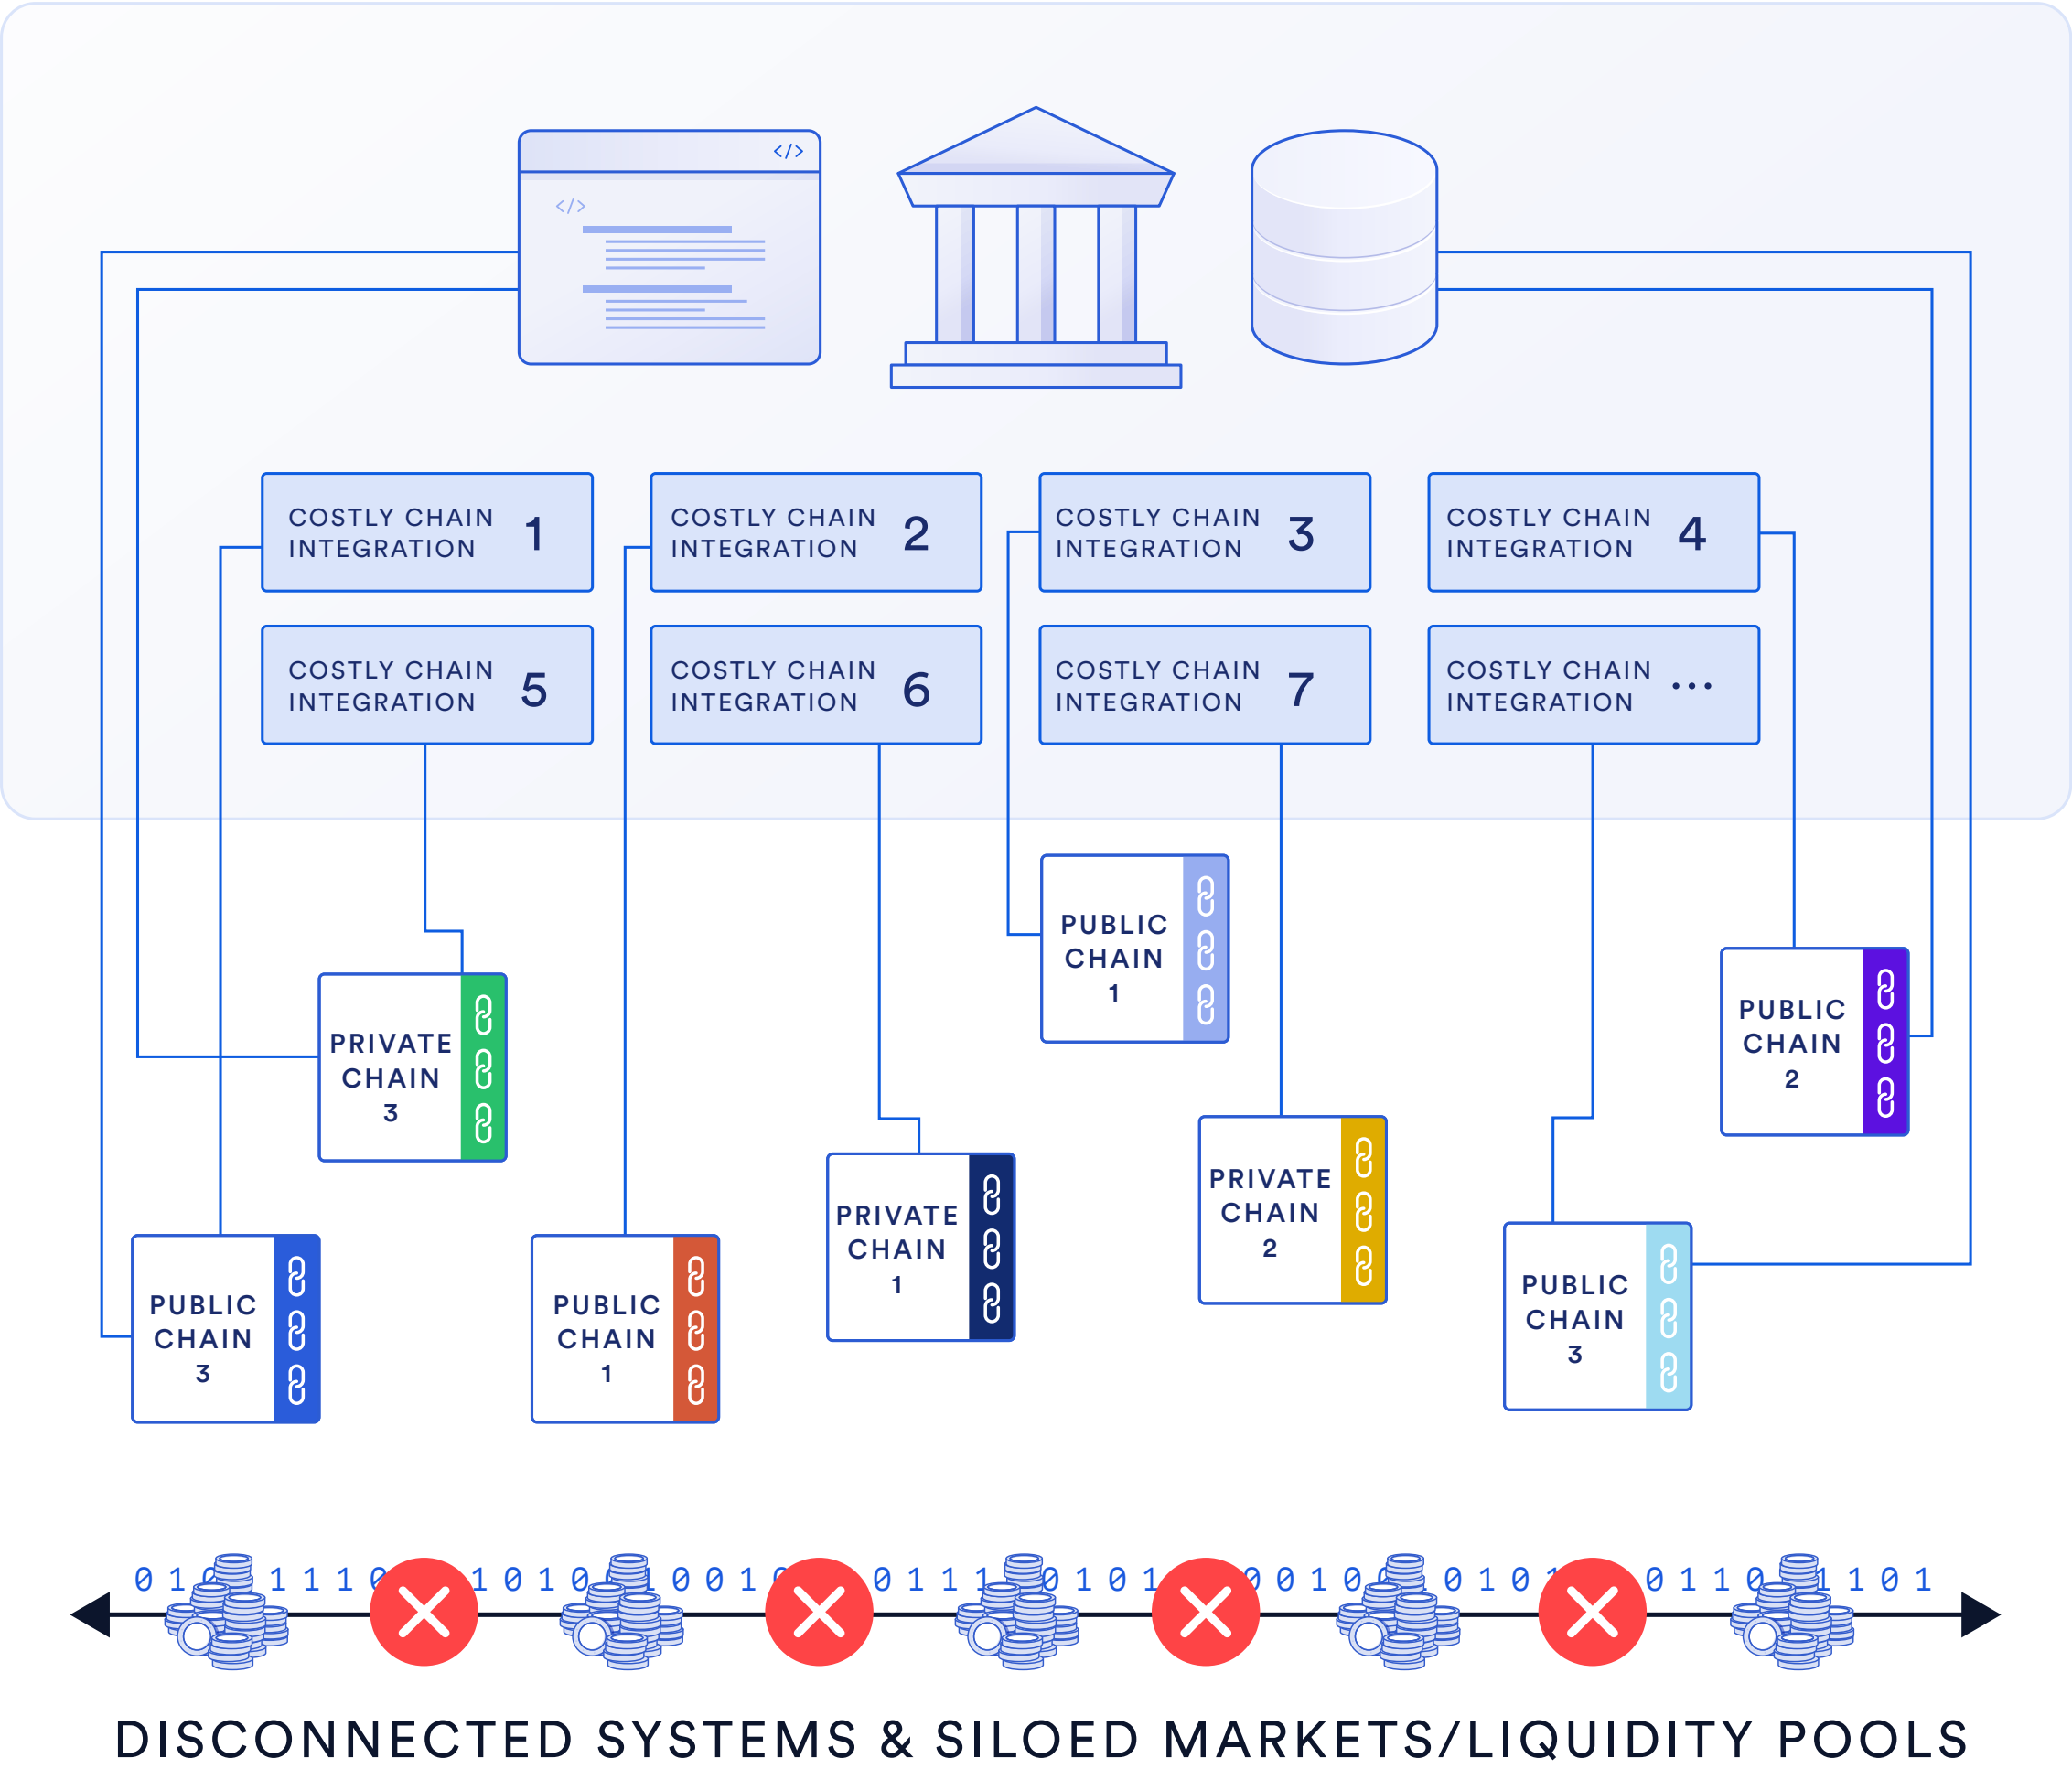 </>
</>
COSTLY CHAIN
INTEGRATION
1
COSTLY CHAIN
INTEGRATION
2
COSTLY CHAIN
INTEGRATION
3
COSTLY CHAIN
INTEGRATION
4
COSTLY CHAIN
INTEGRATION
5
COSTLY CHAIN
INTEGRATION
6
COSTLY CHAIN
INTEGRATION
7
COSTLY CHAIN
INTEGRATION
...
PUBLIC
CHAIN
1
PUBLIC
CHAIN
2
PRIVATE
CHAIN
3
PRIVATE
CHAIN
2
PRIVATE
CHAIN
1
PUBLIC
CHAIN
3
PUBLIC
CHAIN
3
PUBLIC
CHAIN
1
DISCONNECTED SYSTEMS & SILOED MARKETS/LIQUIDITY POOLS